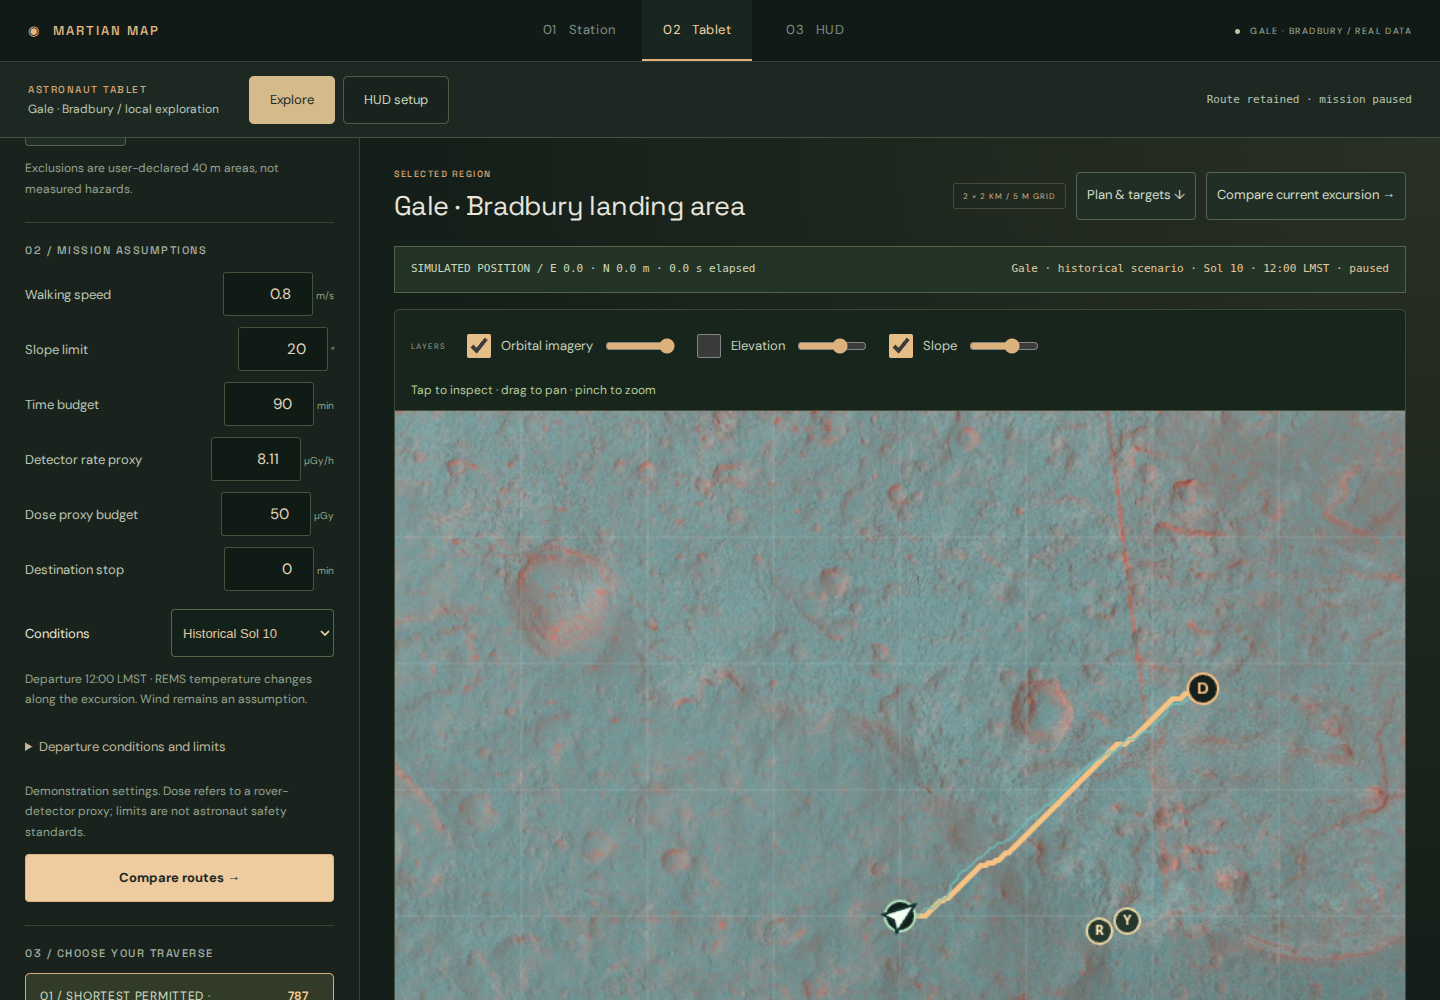 ◉ MARTIAN MAP
01 Station
02 Tablet
03 HUD
GALE · BRADBURY / REAL DATA
ASTRONAUT TABLET
Gale · Bradbury / local exploration
Explore
HUD setup
Route retained · mission paused
Exclusions are user-declared 40 m areas, not
measured hazards.
02 / MISSION ASSUMPTIONS
Walking speed 0.8 m/s
Slope limit 20 °
Time budget 90 min
Detector rate proxy 8.11 µGy/h
Dose proxy budget 50 µGy
Destination stop 0 min
Conditions Historical Sol 10
Departure 12:00 LMST · REMS temperature changes
along the excursion. Wind remains an assumption.
▶ Departure conditions and limits
Demonstration settings. Dose refers to a rover-
detector proxy; limits are not astronaut safety
standards.
Compare routes →
03 / CHOOSE YOUR TRAVERSE
01 / SHORTEST PERMITTED · 787
SELECTED REGION
Gale · Bradbury landing area
2 × 2 KM / 5 M GRID
Plan & targets ↓
Compare current excursion →
SIMULATED POSITION / E 0.0 · N 0.0 m · 0.0 s elapsed
Gale · historical scenario · Sol 10 · 12:00 LMST · paused
LAYERS
Orbital imagery
Elevation
Slope
Tap to inspect · drag to pan · pinch to zoom
D
R
Y